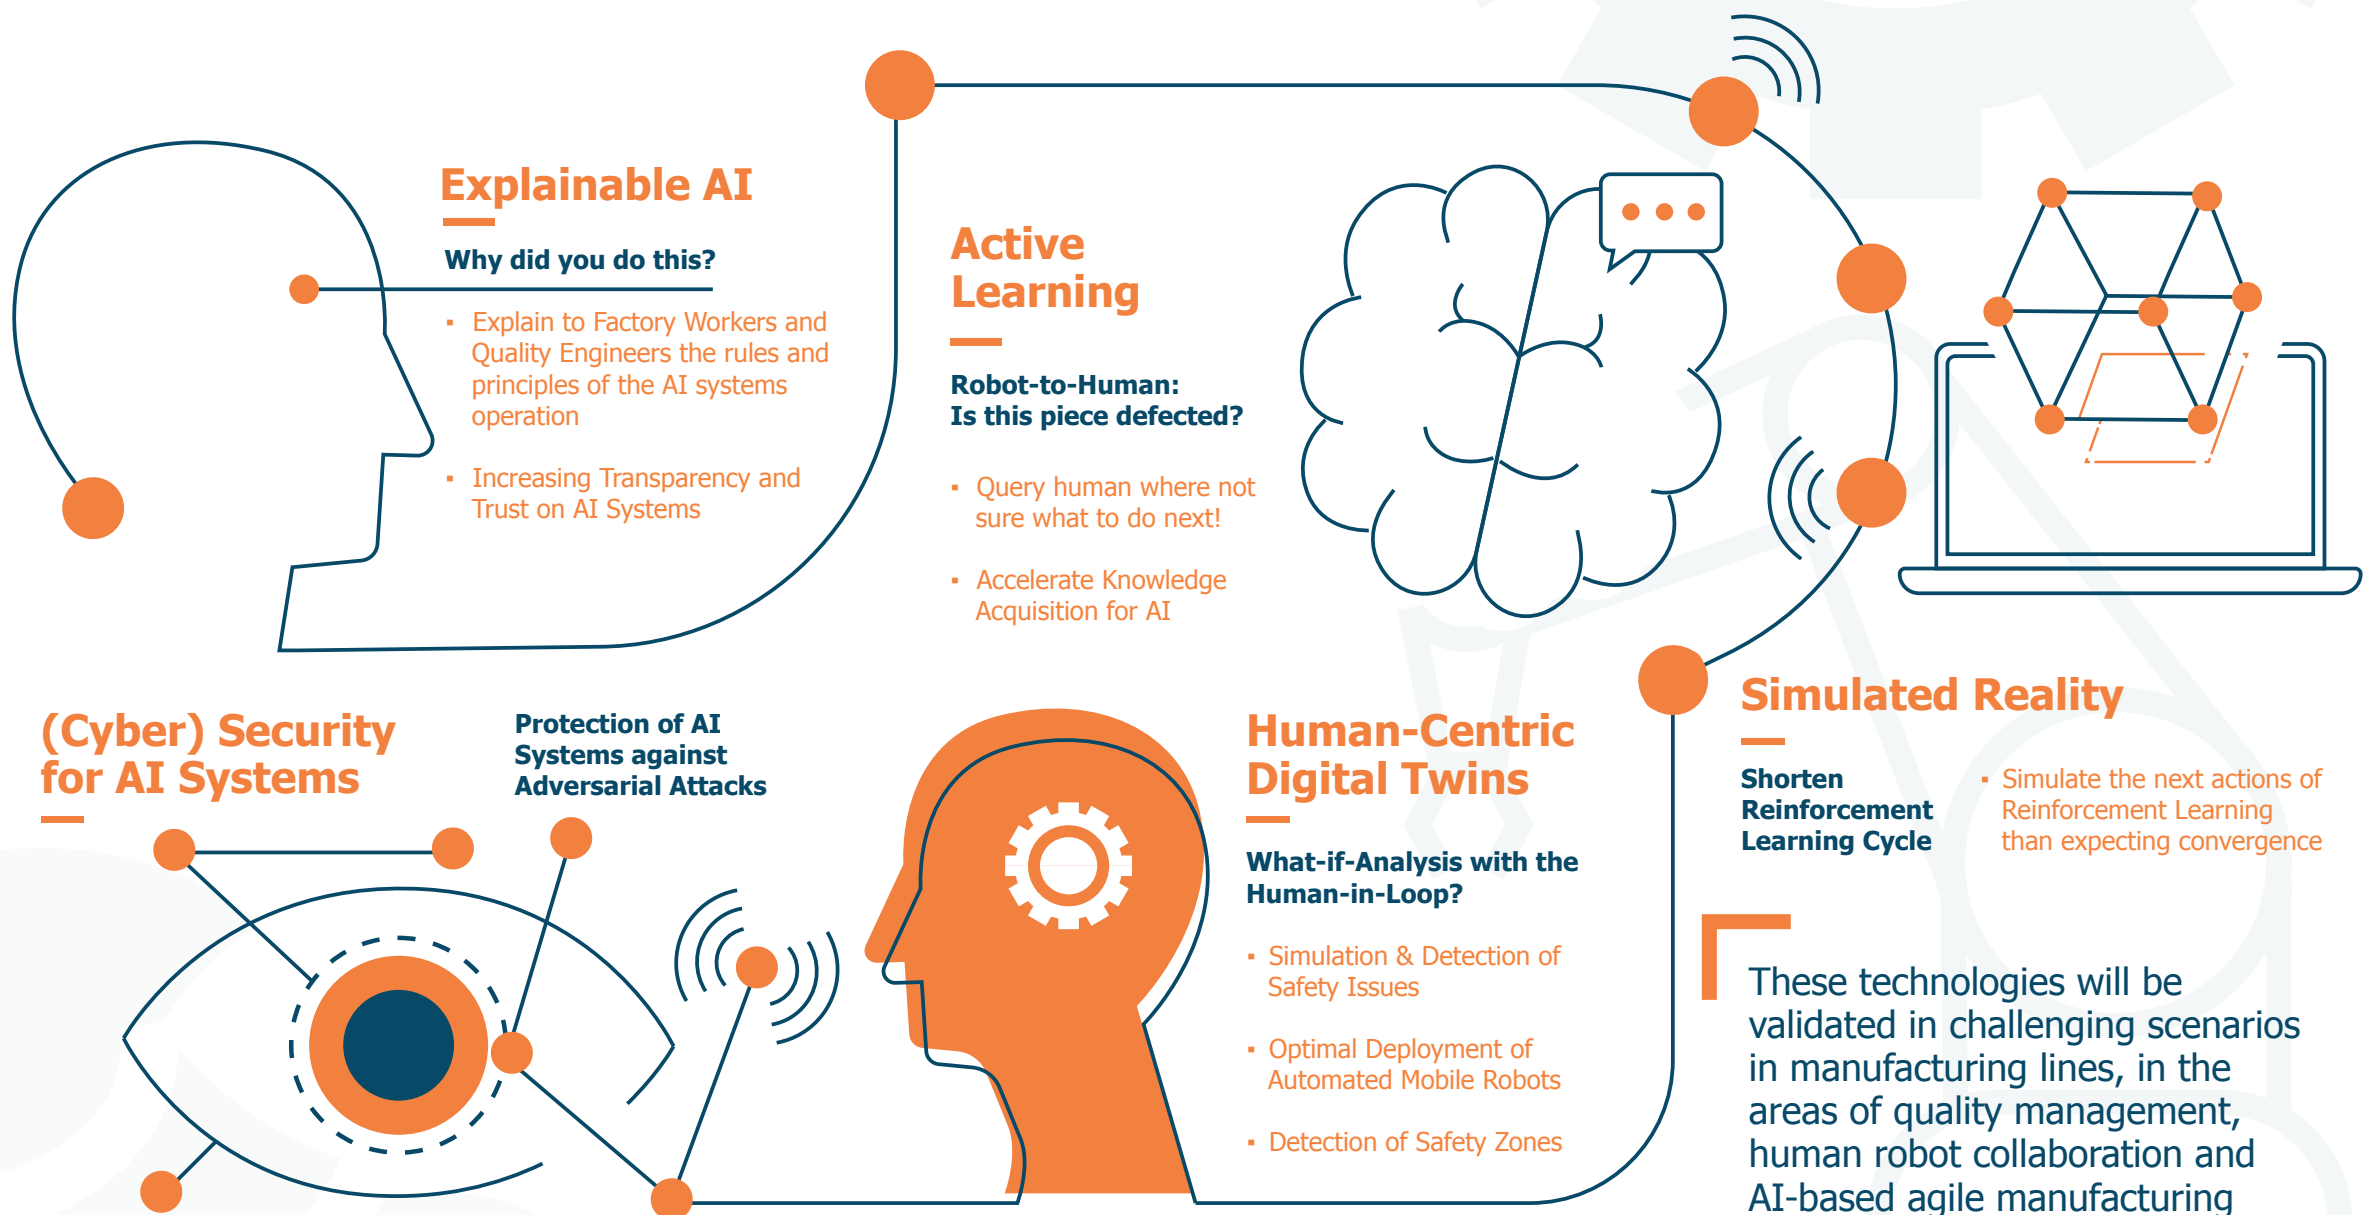 Explainable AI
Why did you do this?
▪ Explain to Factory Workers and
Quality Engineers the rules and
principles of the AI systems
operation
▪ Increasing Transparency and
Trust on AI Systems
Active
Learning
Robot-to-Human:
Is this piece defected?
▪ Query human where not
sure what to do next!
▪ Accelerate Knowledge
Acquisition for AI
(Cyber) Security
for AI Systems
Protection of AI
Systems against
Adversarial Attacks
Human-Centric
Digital Twins
What-if-Analysis with the
Human-in-Loop?
▪ Simulation & Detection of
Safety Issues
▪ Optimal Deployment of
Automated Mobile Robots
▪ Detection of Safety Zones
Simulated Reality
Shorten
Reinforcement
Learning Cycle
▪ Simulate the next actions of
Reinforcement Learning
than expecting convergence
These technologies will be
validated in challenging scenarios
in manufacturing lines, in the
areas of quality management,
human robot collaboration and
AI-based agile manufacturing